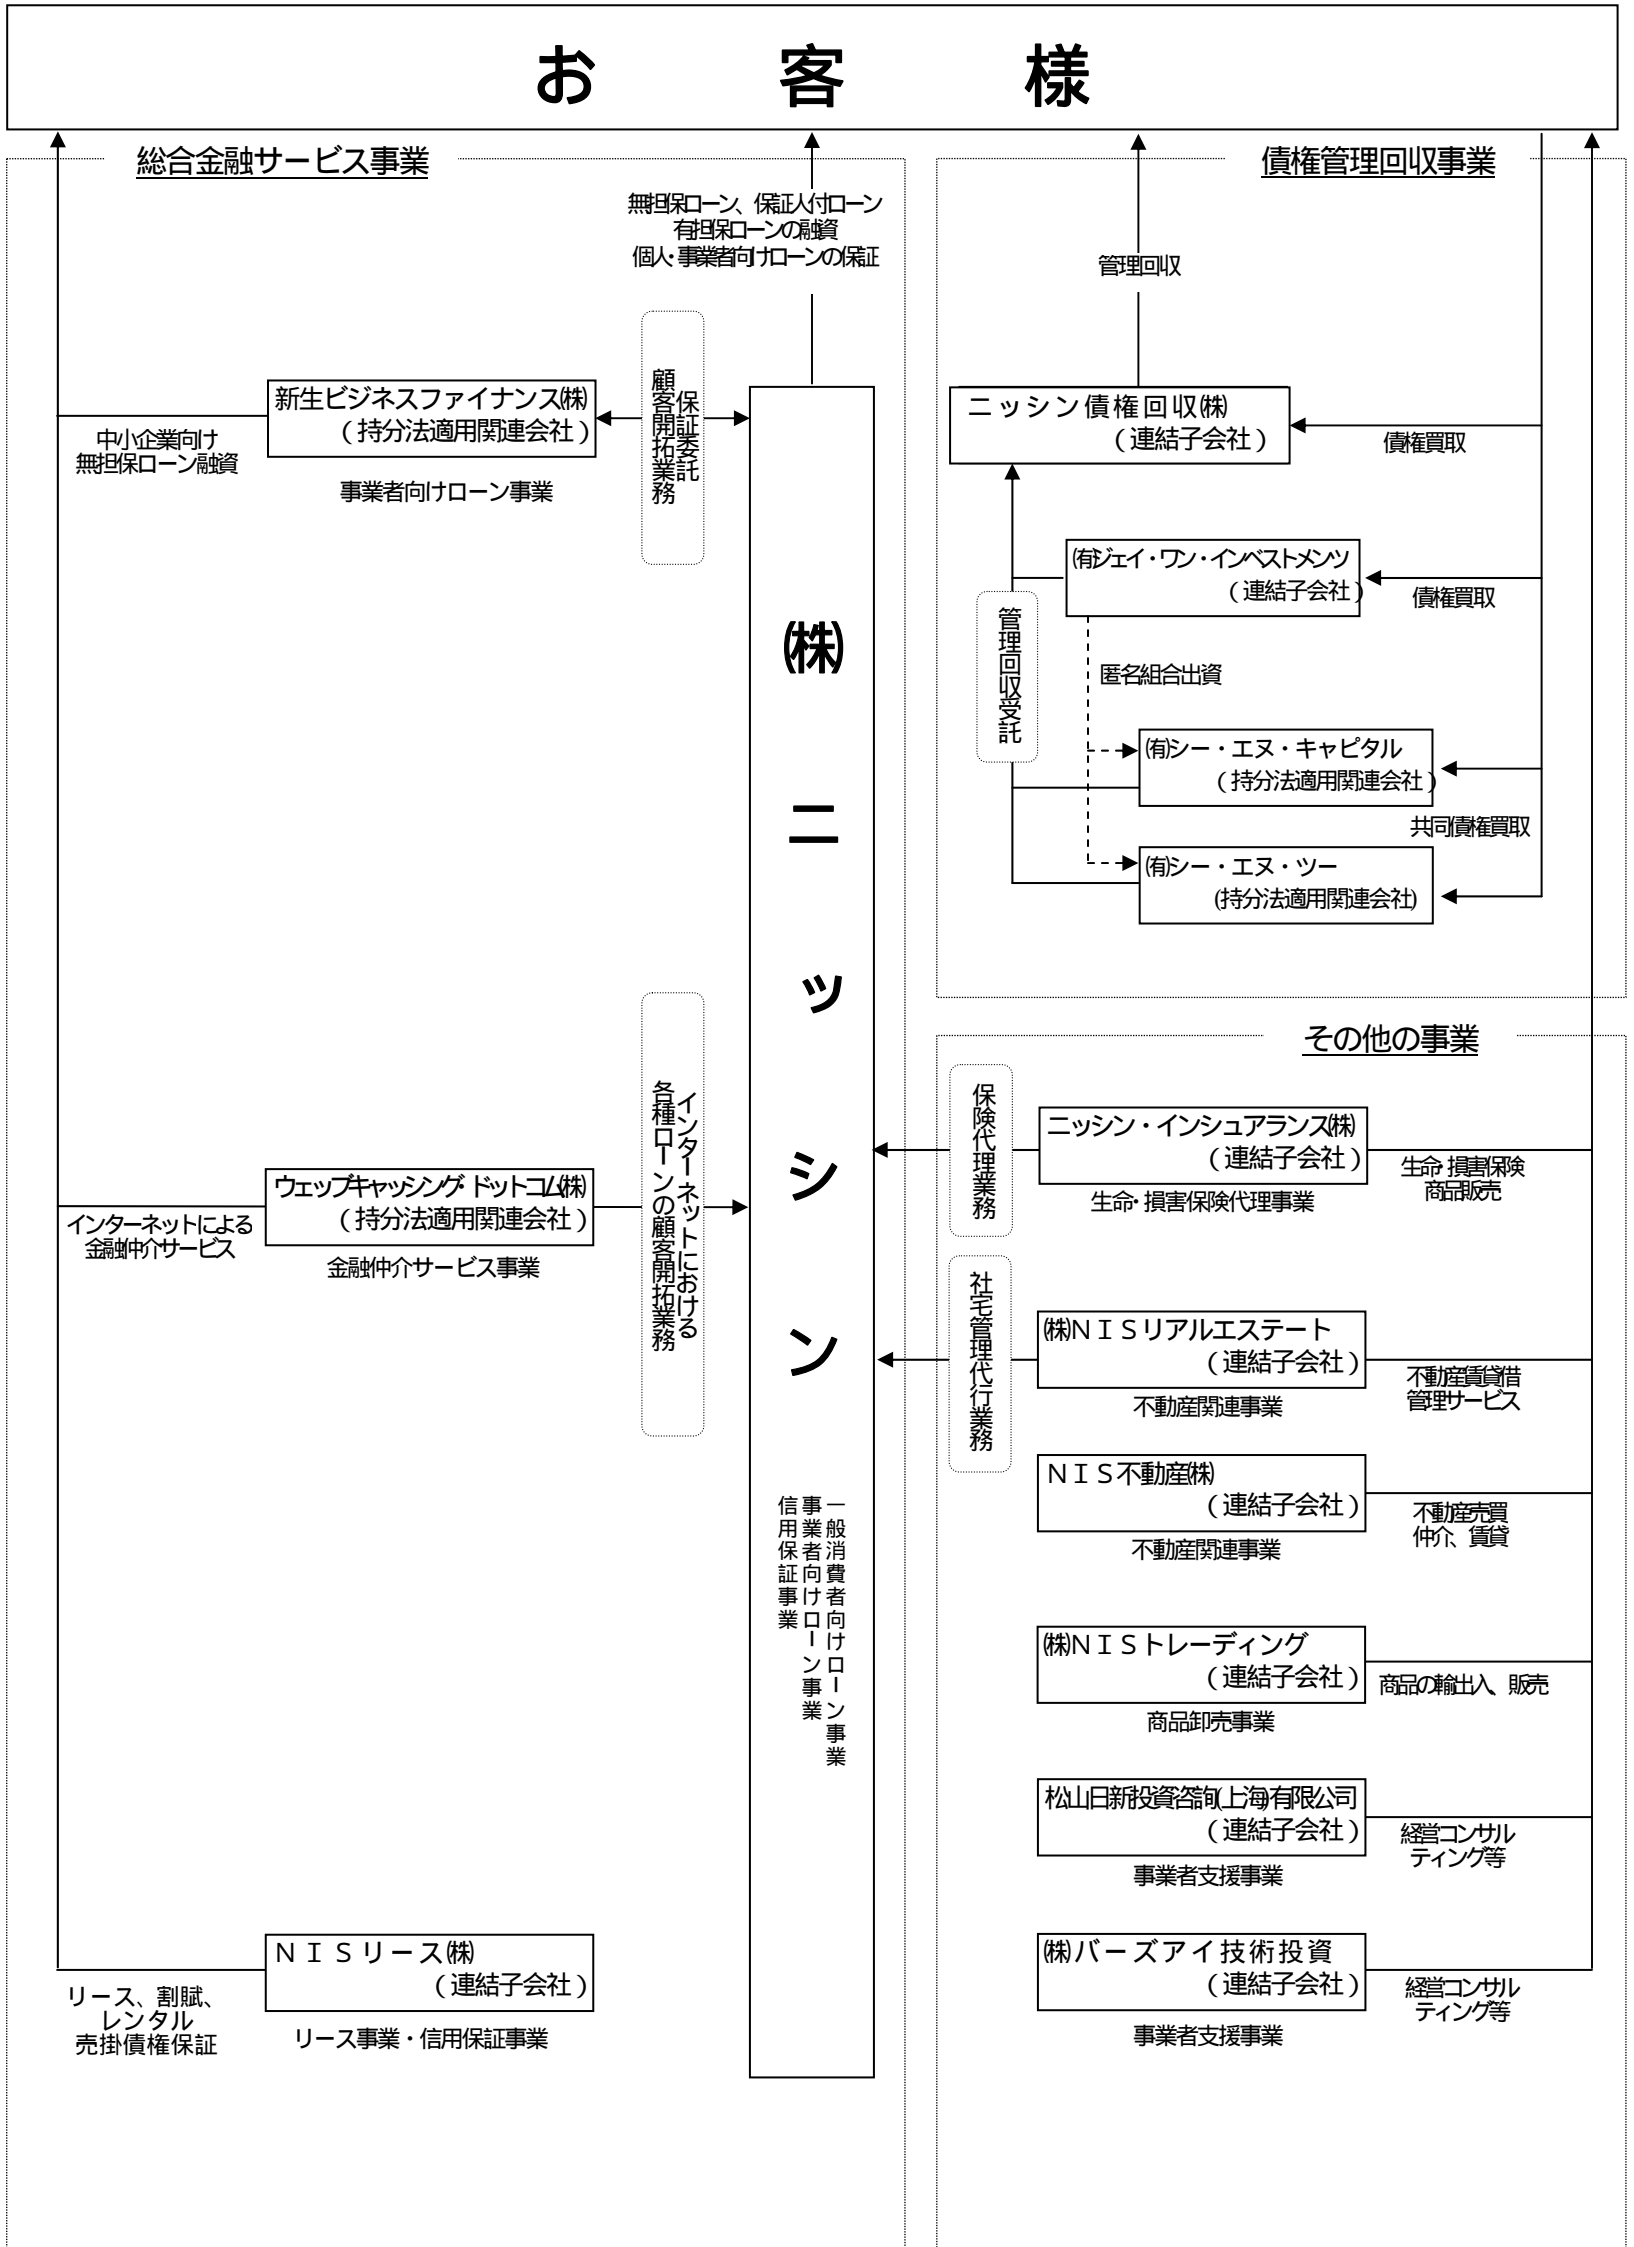 お客様
総合金融サービス事業
無担保ローン、保証人付ローン
有担保ローンの融資
個人・事業者向けローンの保証
新生ビジネスファイナンス㈱
(持分法適用関連会社)
事業者向けローン事業
中小企業向け
無担保ローン融資
保証委託
顧客開拓業務
㈱ニッシン
一般消費者向けローン事業
事業者向けローン事業
信用保証事業
ウェッブキャッシング・ドットコム㈱
(持分法適用関連会社)
金融仲介サービス事業
インターネットによる
金融仲介サービス
インターネットにおける
各種ローンの顧客開拓業務
NISリース㈱
(連結子会社)
リース事業・信用保証事業
リース、割賦、
レンタル
売掛債権保証
債権管理回収事業
管理回収
ニッシン債権回収㈱
(連結子会社)
債権買取
㈲ジェイ・ワン・インベストメンツ
(連結子会社)
債権買取
管理回収受託
匿名組合出資
㈲シー・エヌ・キャピタル
(持分法適用関連会社)
共同債権買取
㈲シー・エヌ・ツー
(持分法適用関連会社)
その他の事業
保険代理業務
ニッシン・インシュアランス㈱
(連結子会社)
生命・損害保険代理事業
生命・損害保険
商品販売
社宅管理代行業務
㈱NISリアルエステート
(連結子会社)
不動産関連事業
不動産賃貸借
管理サービス
NIS不動産㈱
(連結子会社)
不動産関連事業
不動産売買
仲介、賃貸
㈱NISトレーディング
(連結子会社)
商品卸売事業
商品の輸出入、販売
松山日新投資咨詢(上海)有限公司
(連結子会社)
事業者支援事業
経営コンサル
ティング等
㈱バーズアイ技術投資
(連結子会社)
事業者支援事業
経営コンサル
ティング等